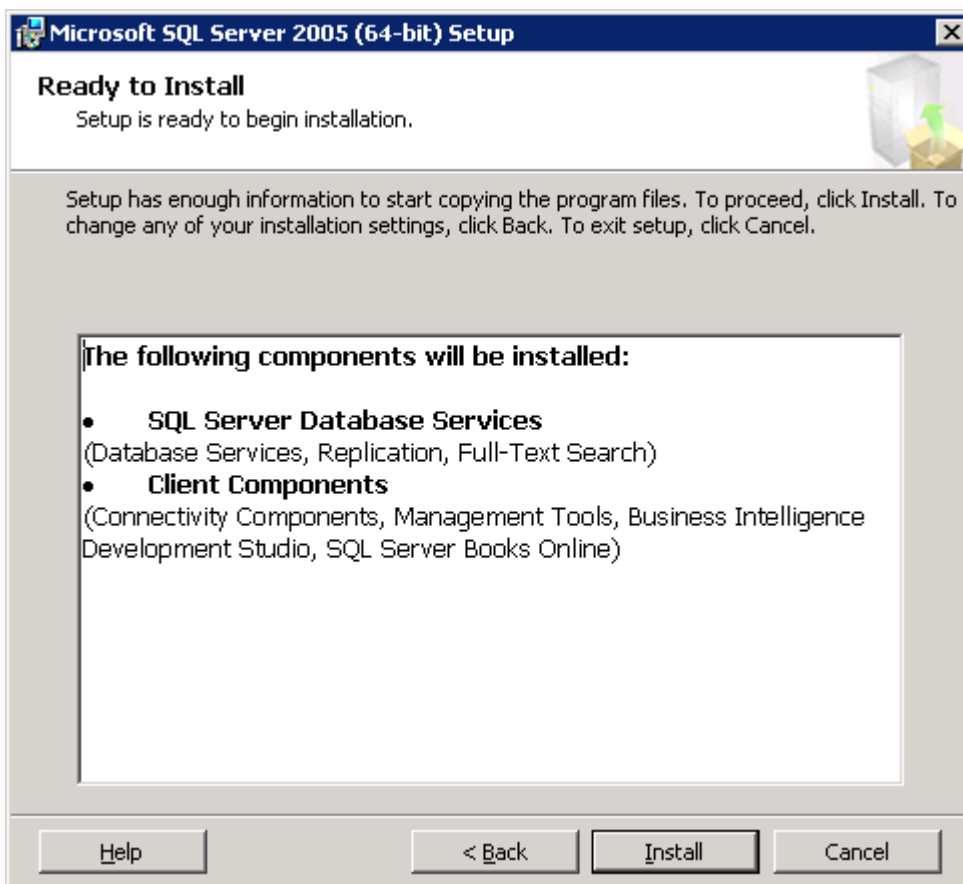 Microsoft SQL Server 2005 (64-bit) Setup
Ready to Install
Setup is ready to begin installation.
Setup has enough information to start copying the program files. To proceed, click Install. To
change any of your installation settings, click Back. To exit setup, click Cancel.
The following components will be installed:
• SQL Server Database Services
(Database Services, Replication, Full-Text Search)
• Client Components
(Connectivity Components, Management Tools, Business Intelligence
Development Studio, SQL Server Books Online)
Help < Back Install Cancel